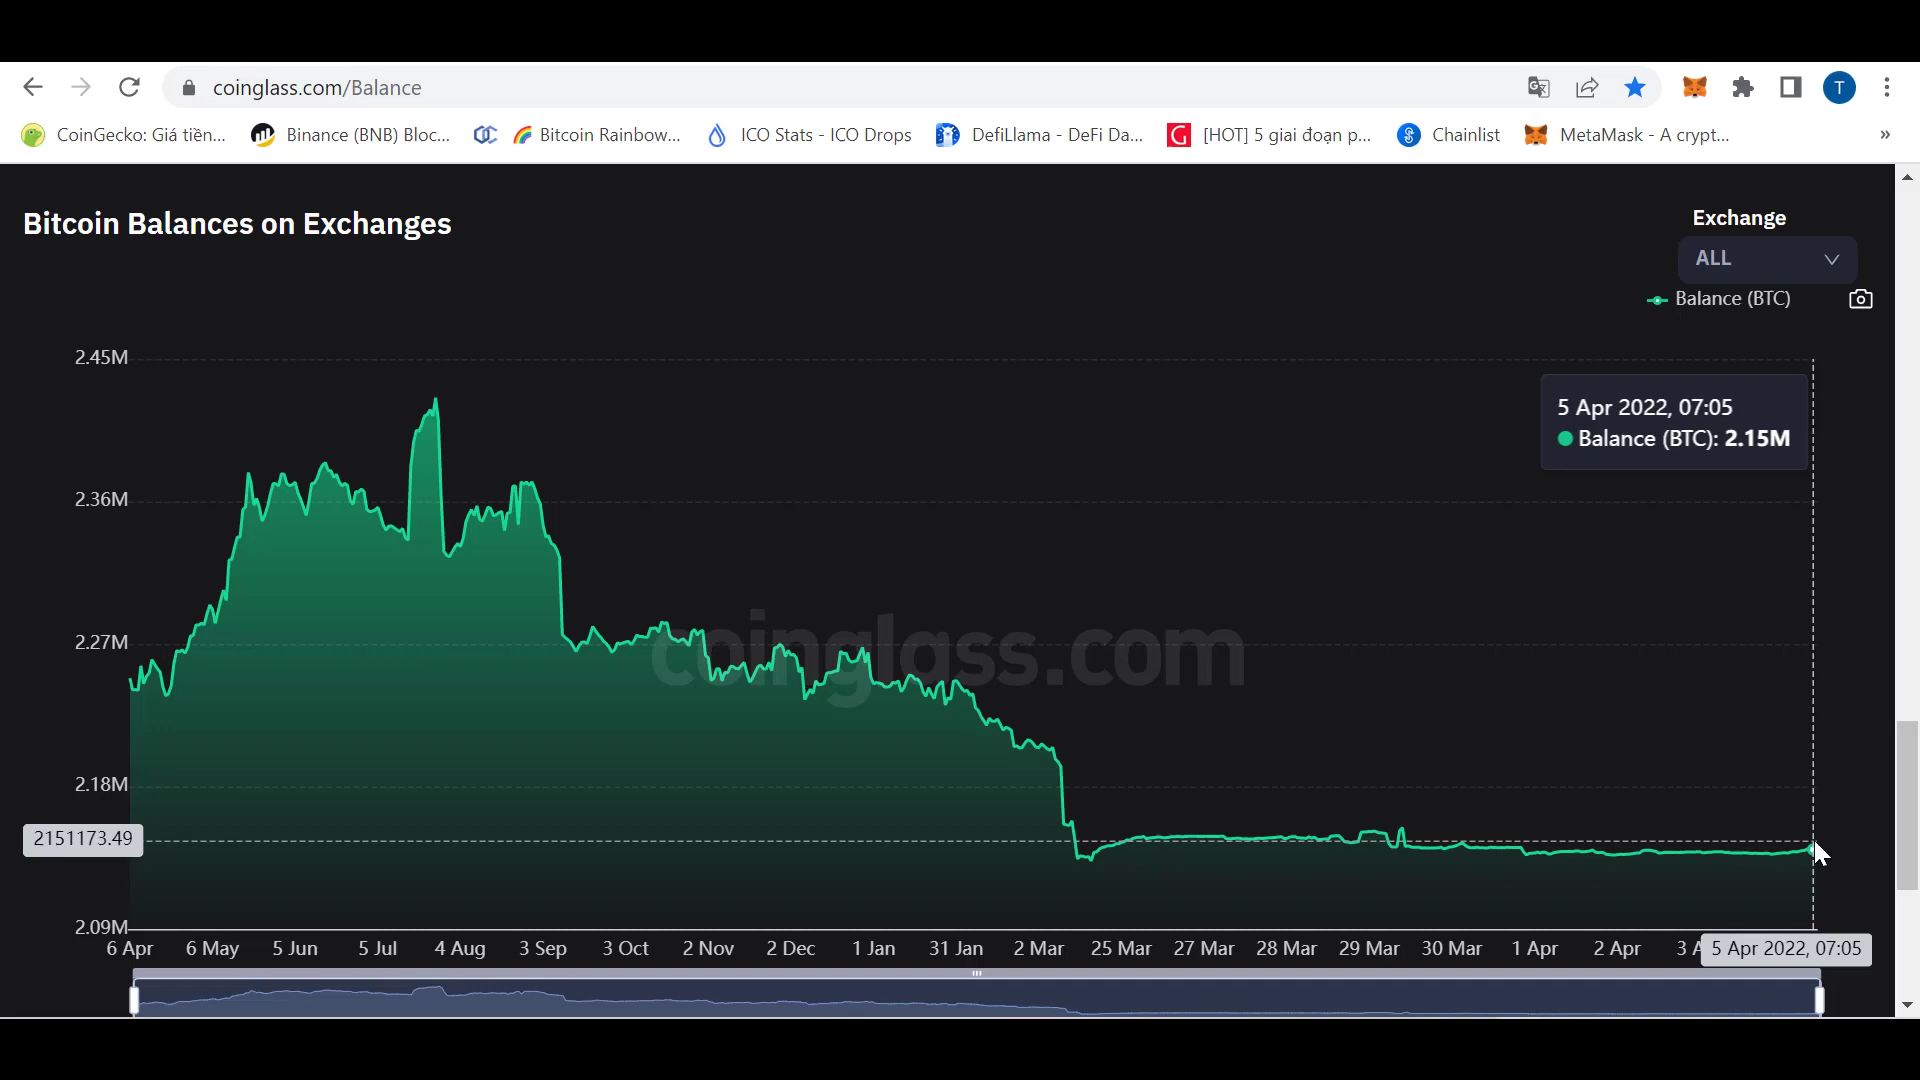 coinglass.com/Balance
T
CoinGecko: Giá tiền...
Binance (BNB) Bloc...
Bitcoin Rainbow...
ICO Stats - ICO Drops
DefiLlama - DeFi Da...
G
[HOT] 5 giai đoạn p...
Chainlist
MetaMask - A crypt...
»
Bitcoin Balances on Exchanges
Exchange
ALL
Balance (BTC)
2.45M
5 Apr 2022, 07:05
Balance (BTC): 2.15M
2.36M
2.27M
coinglass.com
2.18M
2151173.49
2.09M
6 Apr 6 May 5 Jun 5 Jul 4 Aug 3 Sep 3 Oct 2 Nov 2 Dec 1 Jan 31 Jan 2 Mar 25 Mar 27 Mar 28 Mar 29 Mar 30 Mar 1 Apr 2 Apr 3 A 5 Apr 2022, 07:05